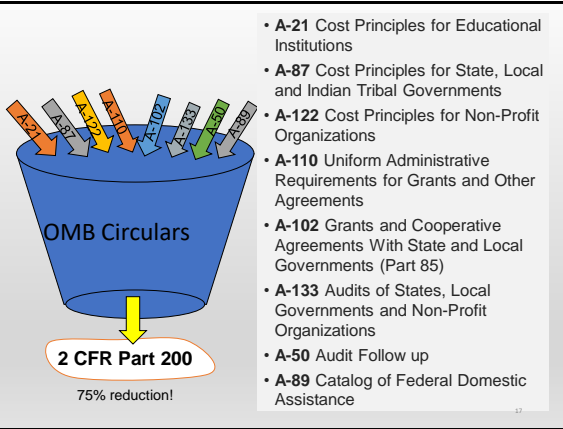 A-21
A-87
A-122
A-110
A-102
A-133
A-50
A-89
OMB Circulars
2 CFR Part 200
75% reduction!
• A-21 Cost Principles for Educational
Institutions
• A-87 Cost Principles for State, Local
and Indian Tribal Governments
• A-122 Cost Principles for Non-Profit
Organizations
• A-110 Uniform Administrative
Requirements for Grants and Other
Agreements
• A-102 Grants and Cooperative
Agreements With State and Local
Governments (Part 85)
• A-133 Audits of States, Local
Governments and Non-Profit
Organizations
• A-50 Audit Follow up
• A-89 Catalog of Federal Domestic
Assistance
17